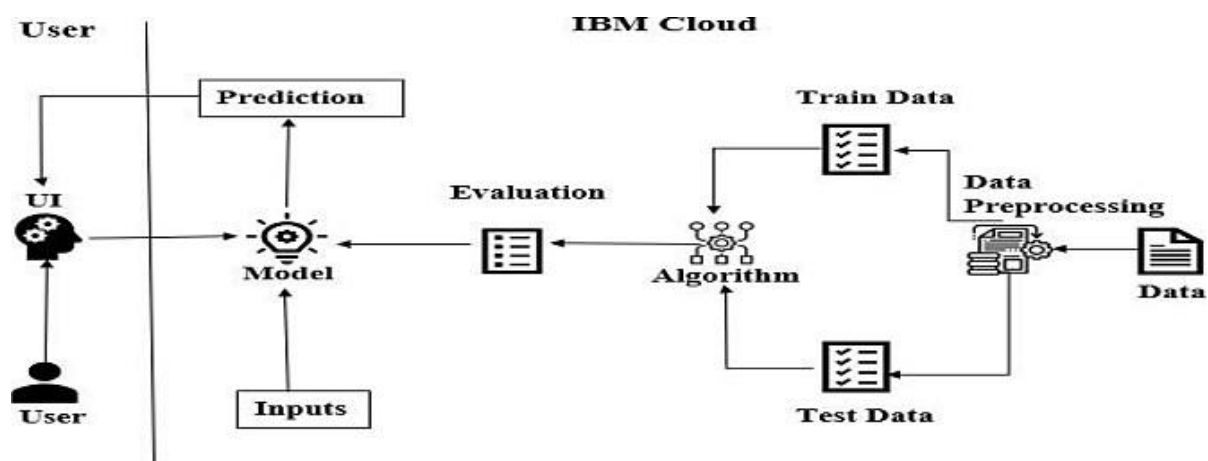 User
IBM Cloud
Prediction
Train Data
UI
Evaluation
Data
Preprocessing
Model
Algorithm
Data
User
Inputs
Test Data